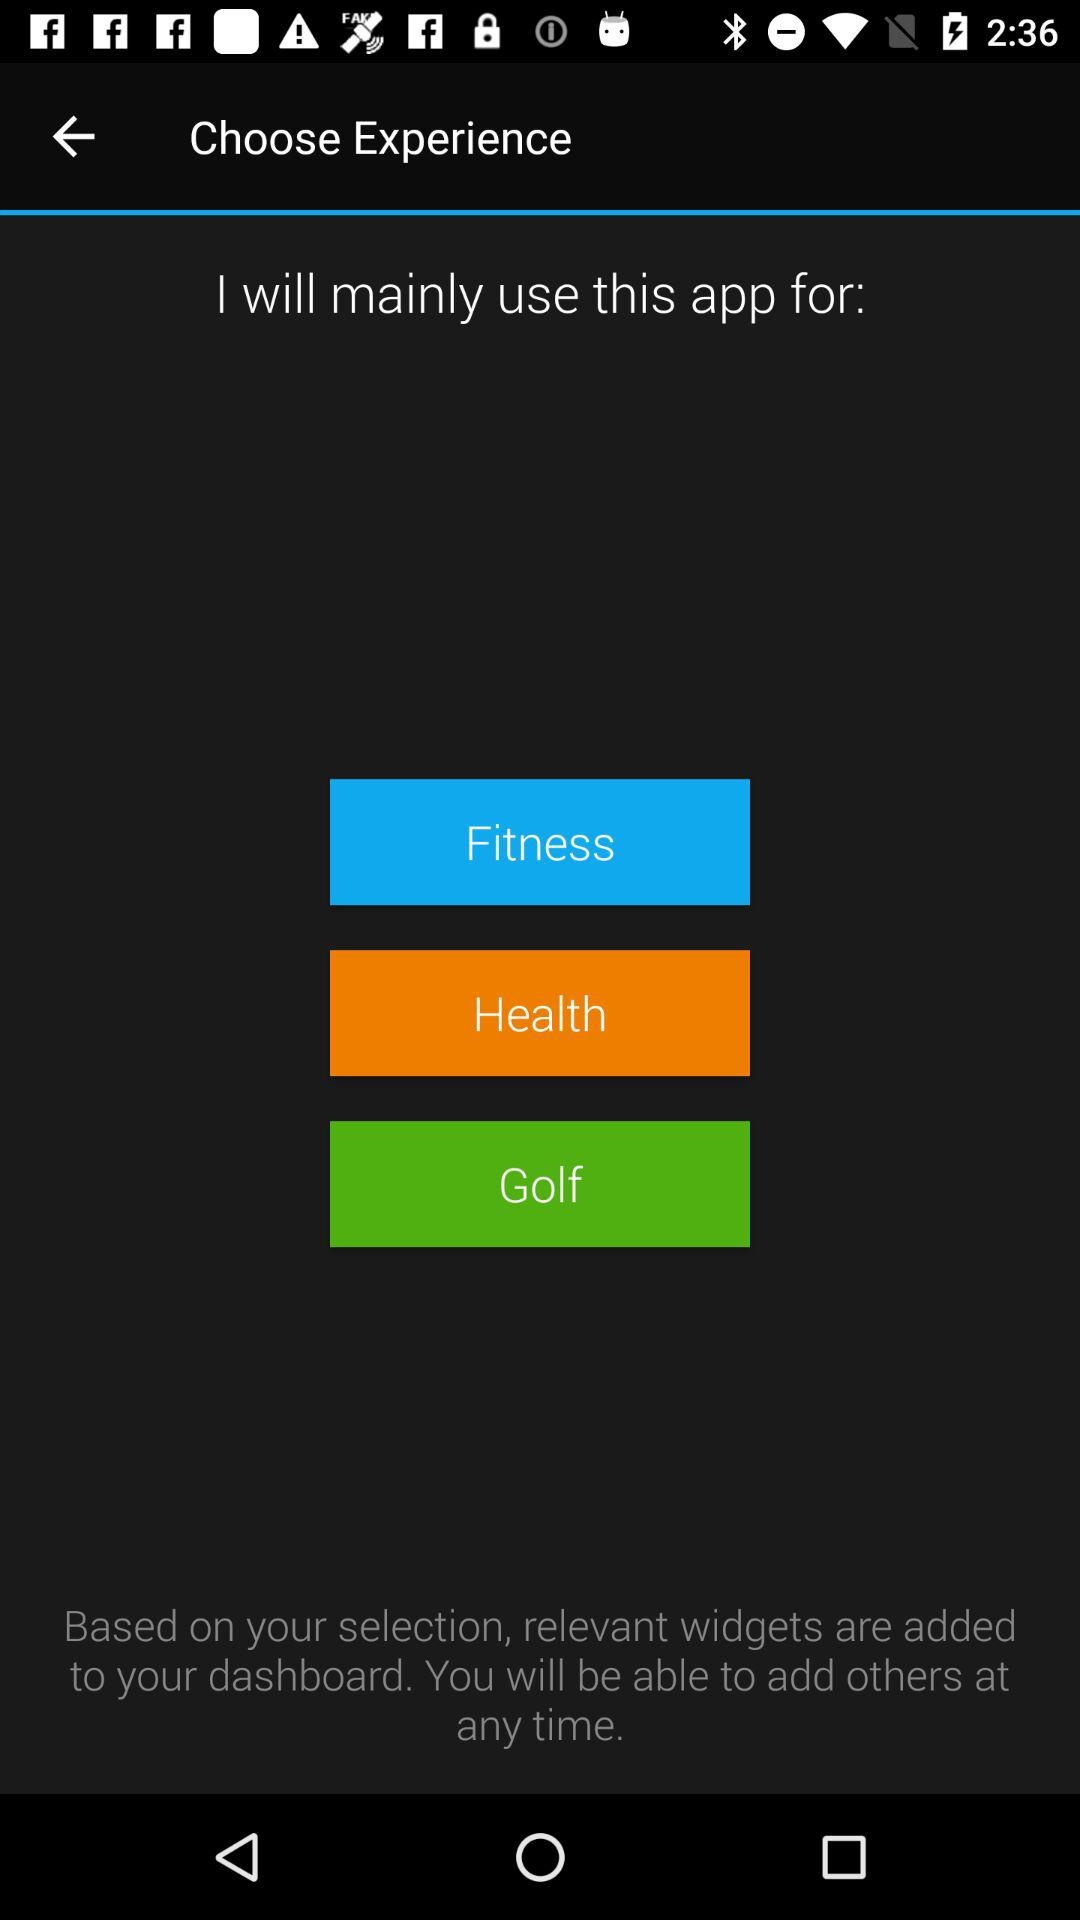 FAKE
2:36
Choose Experience
I will mainly use this app for:
Fitness
Health
Golf
Based on your selection, relevant widgets are added
to your dashboard. You will be able to add others at
any time.